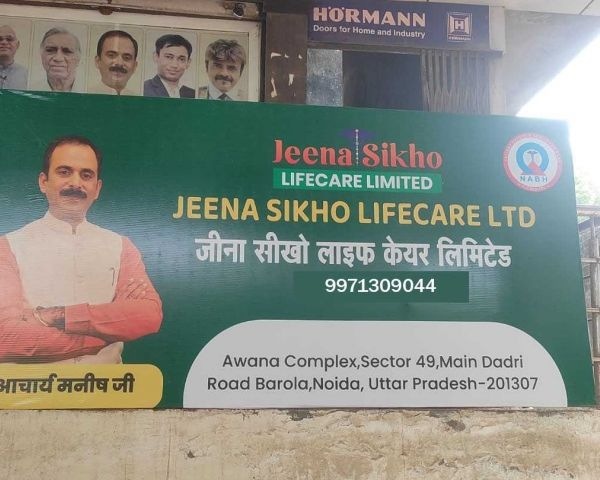 HÖRMANN
Doors for Home and Industry
HÖRMANN
Jeena Sikho
LIFECARE LIMITED
NABH
JEENA SIKHO LIFECARE LTD
जीना सीखो लाइफ केयर लिमिटेड
9971309044
Awana Complex,Sector 49,Main Dadri
Road Barola,Noida, Uttar Pradesh-201307
आचार्य मनीष जी